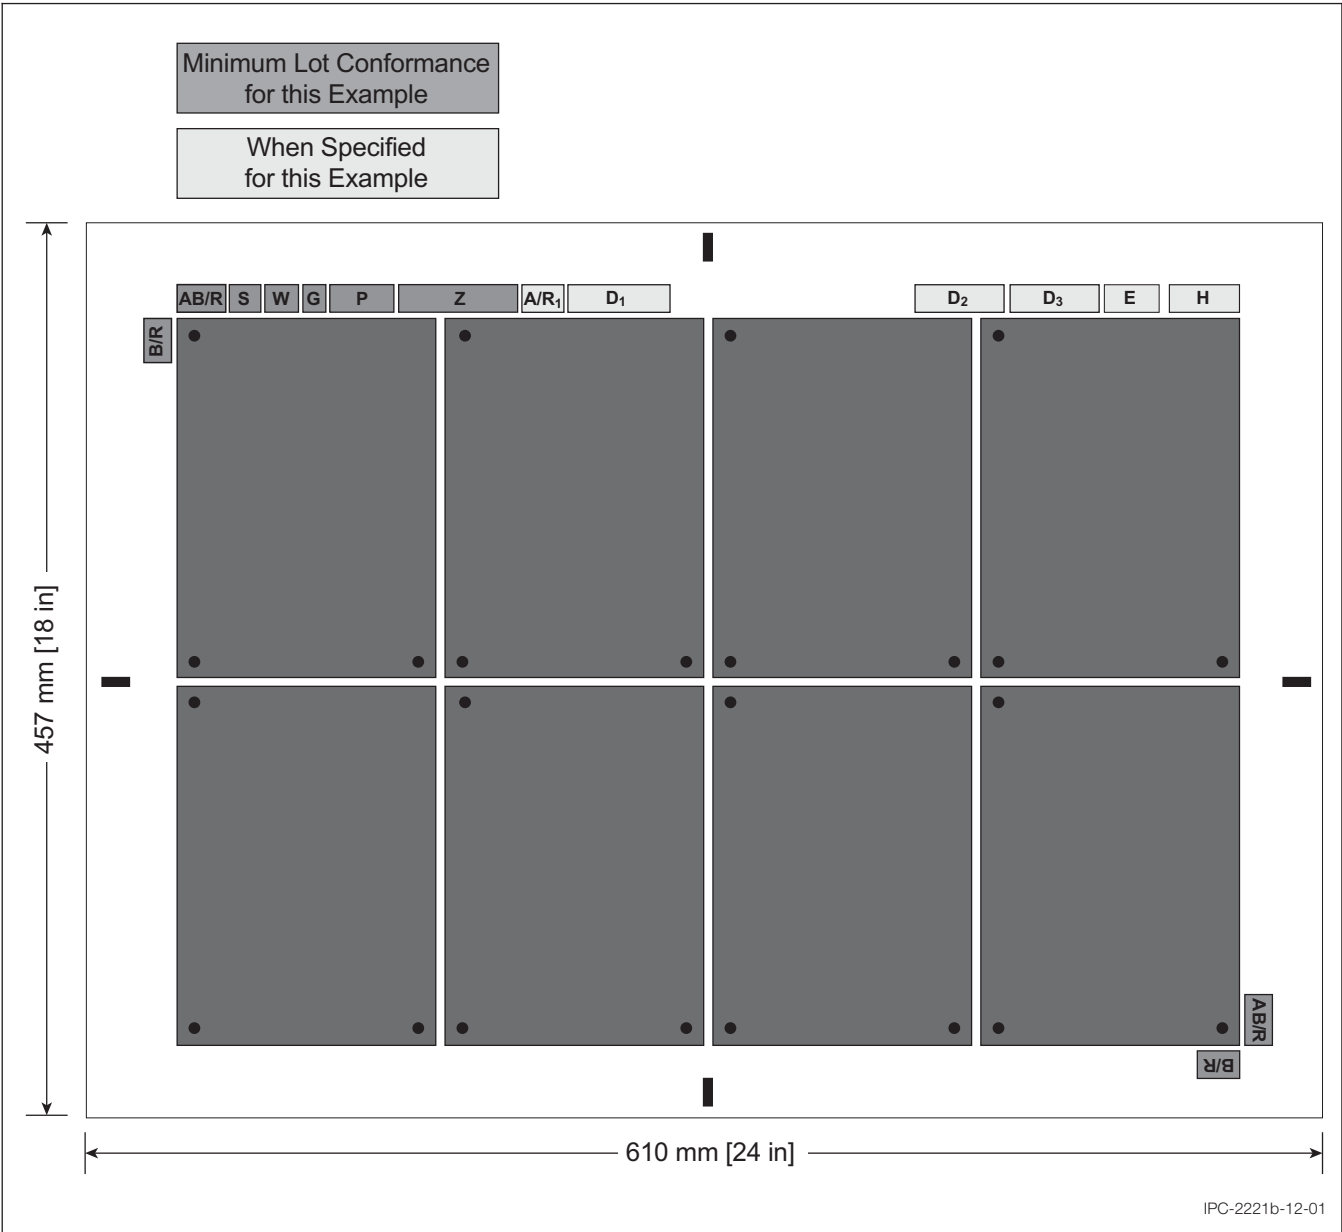 Minimum Lot Conformance
for this Example
When Specified
for this Example
AB/R S W G P Z A/R₁ D₁ D₂ D₃ E H
B/R
457 mm [18 in]
AB/R
B/R
610 mm [24 in]
IPC-2221b-12-01